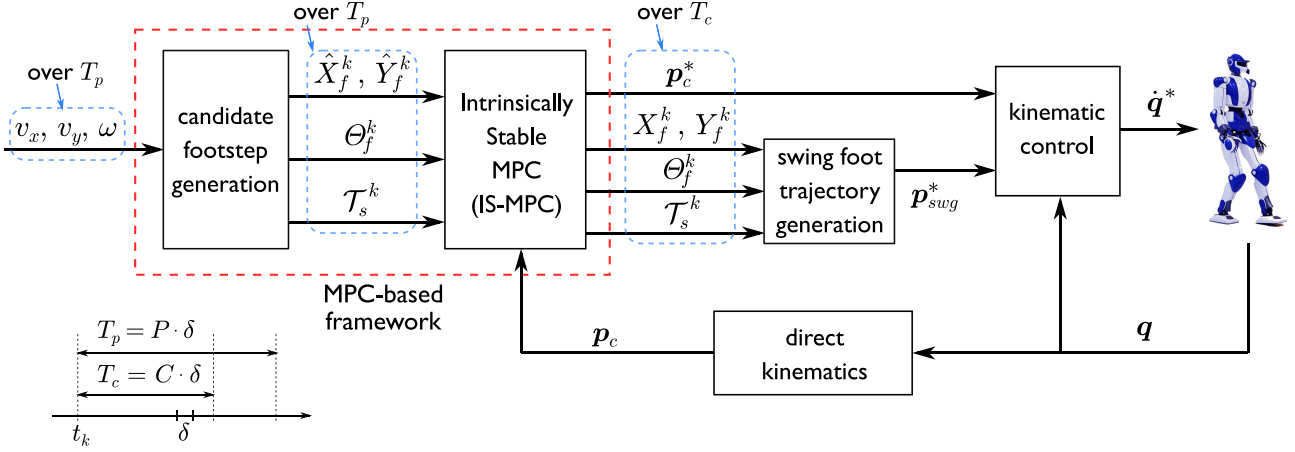 over T_p
v_x, v_y, ω
candidate
footstep
generation
over T_p
X̂_f^k , Ŷ_f^k
Θ_f^k
𝒯_s^k
Intrinsically
Stable
MPC
(IS-MPC)
MPC-based
framework
over T_c
p_c^*
X_f^k , Y_f^k
Θ_f^k
𝒯_s^k
swing foot
trajectory
generation
p_{swg}^*
kinematic
control
q̇^*
p_c
direct
kinematics
q
T_p = P · δ
T_c = C · δ
t_k
δ